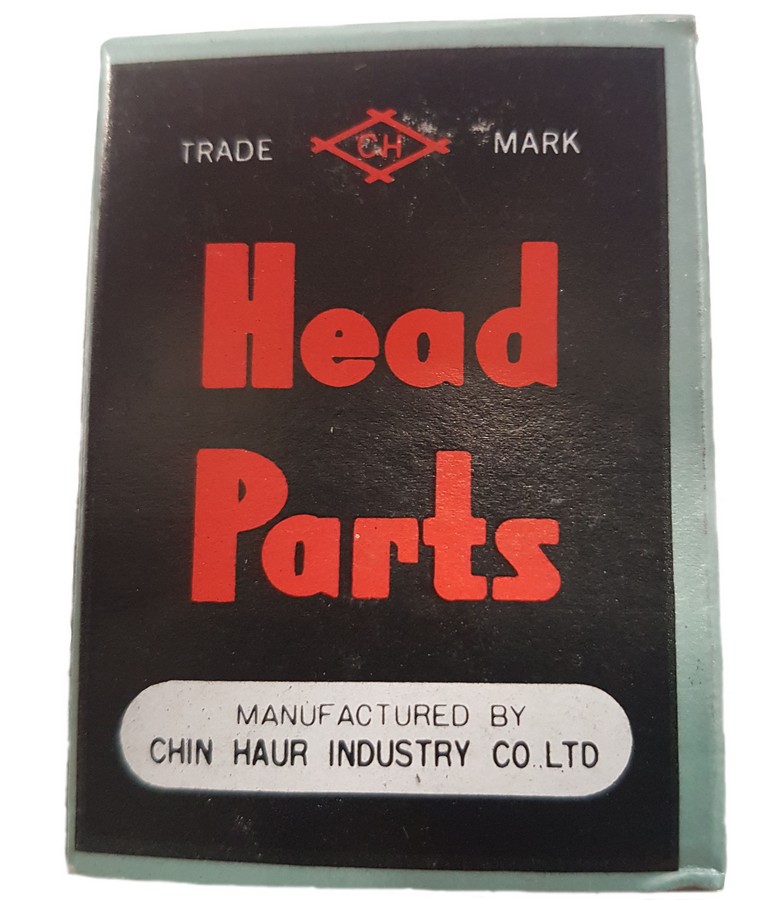 TRADE CH MARK
Head
Parts
MANUFACTURED BY
CHIN HAUR INDUSTRY CO.,LTD